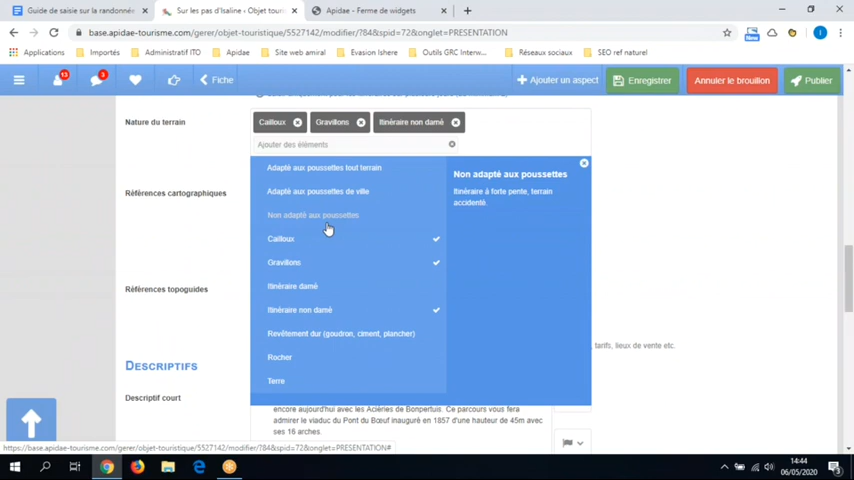 Guide de saisie sur la randonné
Sur les pas d'Isaline - Objet tour
Apidae - Ferme de widgets
base.apidae-tourisme.com/gerer/objet-touristique/5527142/modifier/784&spid=72&onglet=PRESENTATION
New
I
Applications
Importés
Administratif ITO
Apidae
Site web amiral
Evasion Ishere
Outils GRC Interw...
Réseaux sociaux
SEO ref naturel
13
3
Fiche
Ajouter un aspect
Enregistrer
Annuler le brouillon
Publier
Nature du terrain
Cailloux
Gravillons
Itinéraire non damé
Ajouter des éléments
Adapté aux poussettes tout terrain
Non adapté aux poussettes
Adapté aux poussettes de ville
Itinéraire à forte pente, terrain
accidenté.
Références cartographiques
Non adapté aux poussettes
Cailloux
Gravillons
Références topoguides
Itinéraire damé
Itinéraire non damé
Revêtement dur (goudron, ciment, plancher)
, tarifs, lieux de vente etc.
Rocher
DESCRIPTIFS
Terre
Descriptif court
encore aujourd'hui avec les Aciéries de Bonpertuis. Ce parcours vous fera
admirer le viaduc du Pont du Bœuf inauguré en 1857 d'une hauteur de 45m avec
ses 16 arches.
https://base.apidae-tourisme.com/gerer/objet-touristique/5527142/modifier/784&spid=72&onglet=PRESENTATION#
14:44
06/05/2020
3